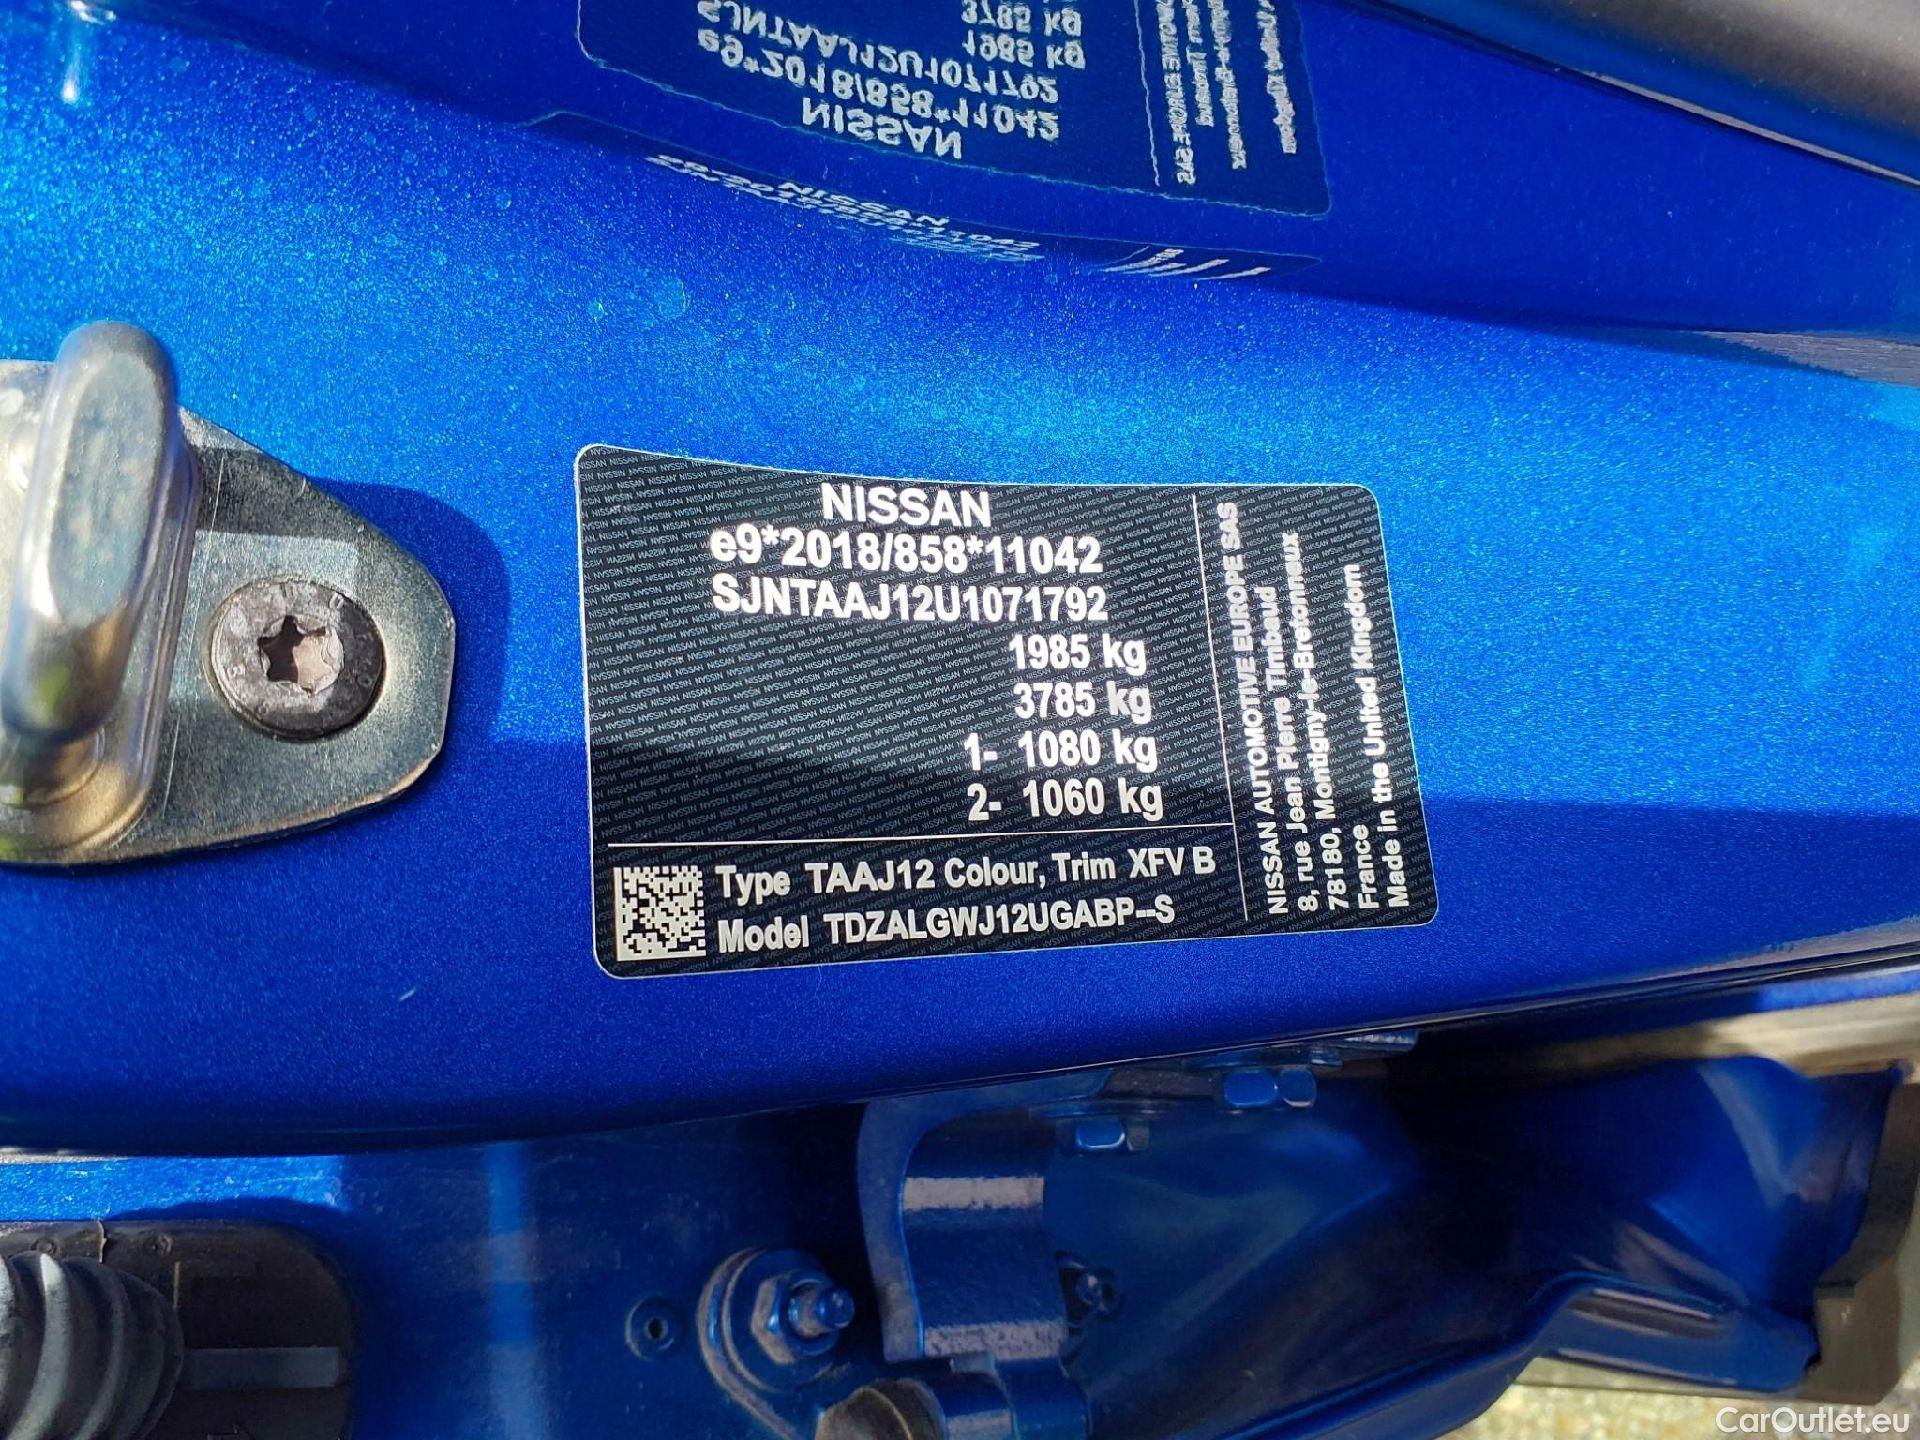 NISSAN
e9*2018/858*11042
SJNTAAJ12U1071792
1985 kg
3785 kg
1- 1080 kg
2- 1060 kg
Type TAAJ12 Colour, Trim XFV B
Model TDZALGWJ12UGABP--S
NISSAN AUTOMOTIVE EUROPE SAS
8, rue Jean Pierre Timbaud
78180, Montigny-le-Bretonneux
France
Made in the United Kingdom
CarOutlet.eu